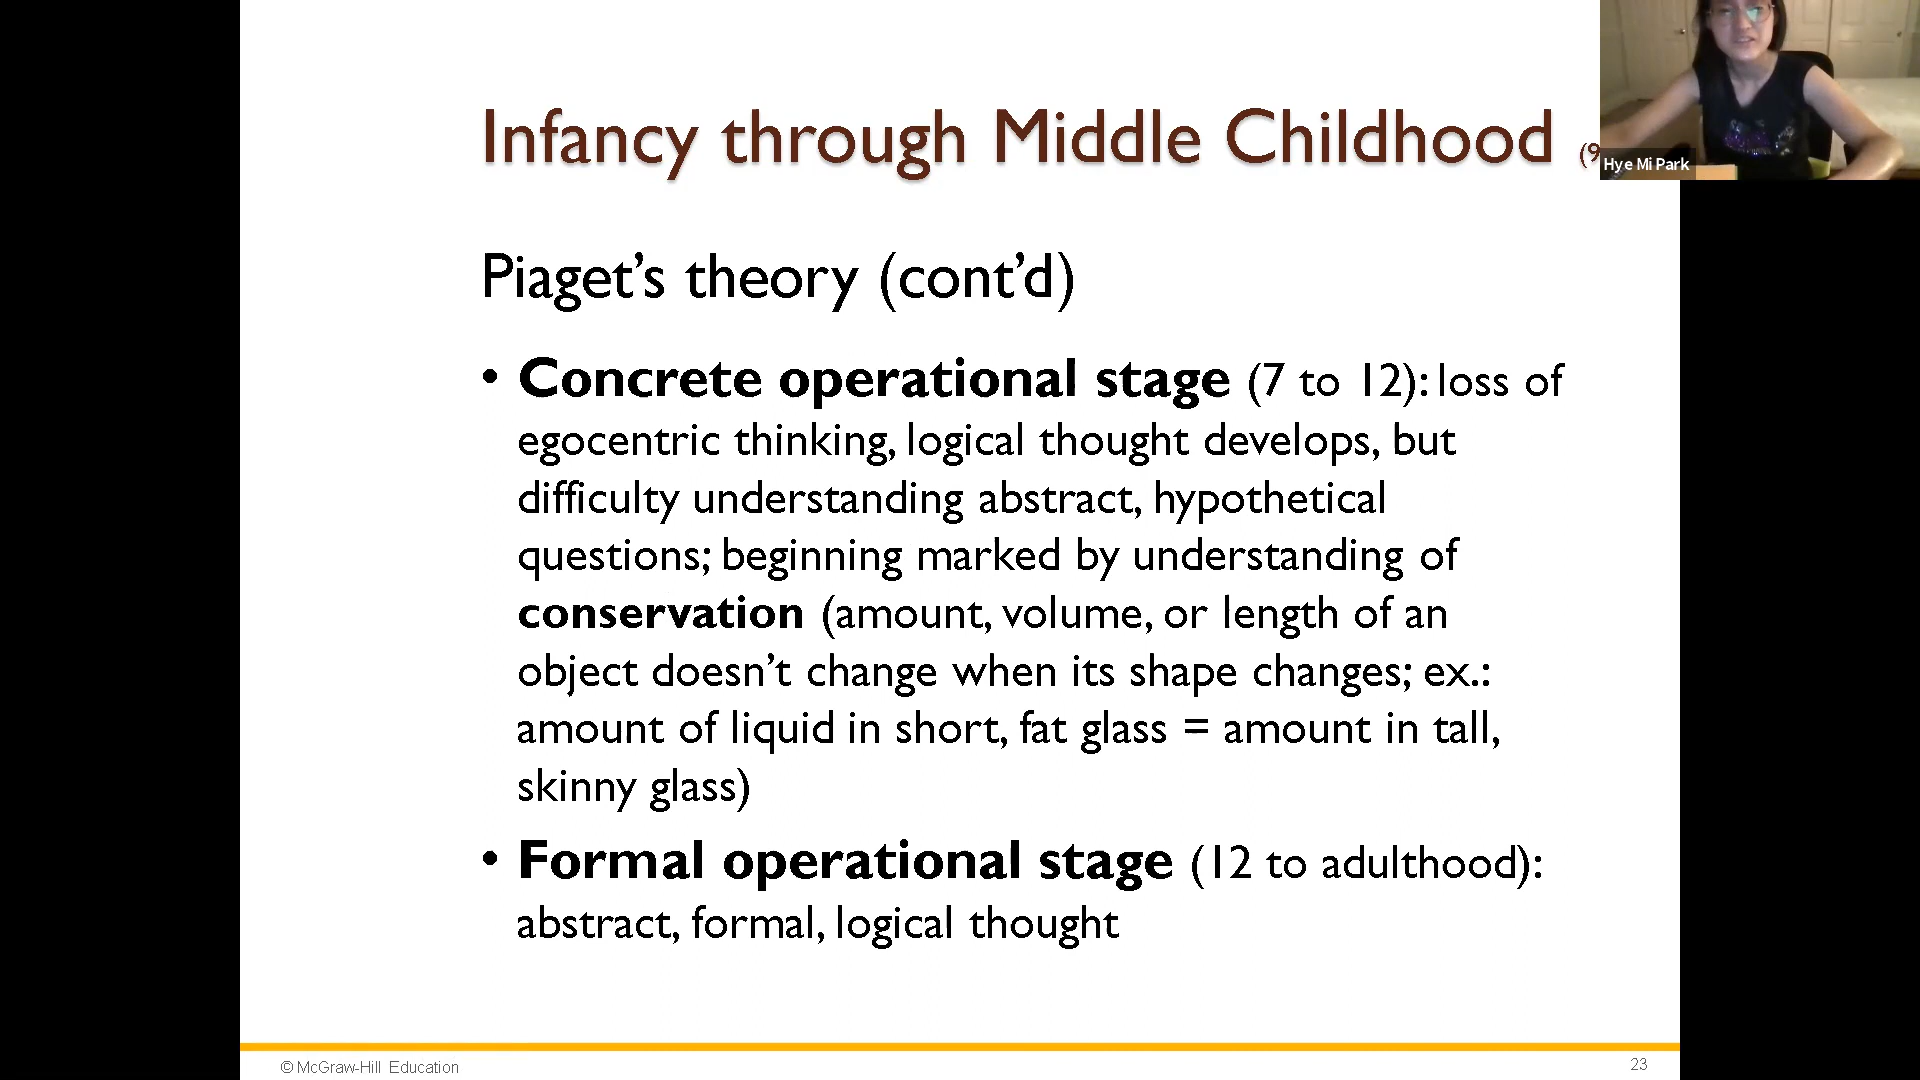 Infancy through Middle Childhood (9
Hye Mi Park
Piaget’s theory (cont’d)
• Concrete operational stage (7 to 12): loss of
egocentric thinking, logical thought develops, but
difficulty understanding abstract, hypothetical
questions; beginning marked by understanding of
conservation (amount, volume, or length of an
object doesn’t change when its shape changes; ex.:
amount of liquid in short, fat glass = amount in tall,
skinny glass)
• Formal operational stage (12 to adulthood):
abstract, formal, logical thought
© McGraw-Hill Education
23